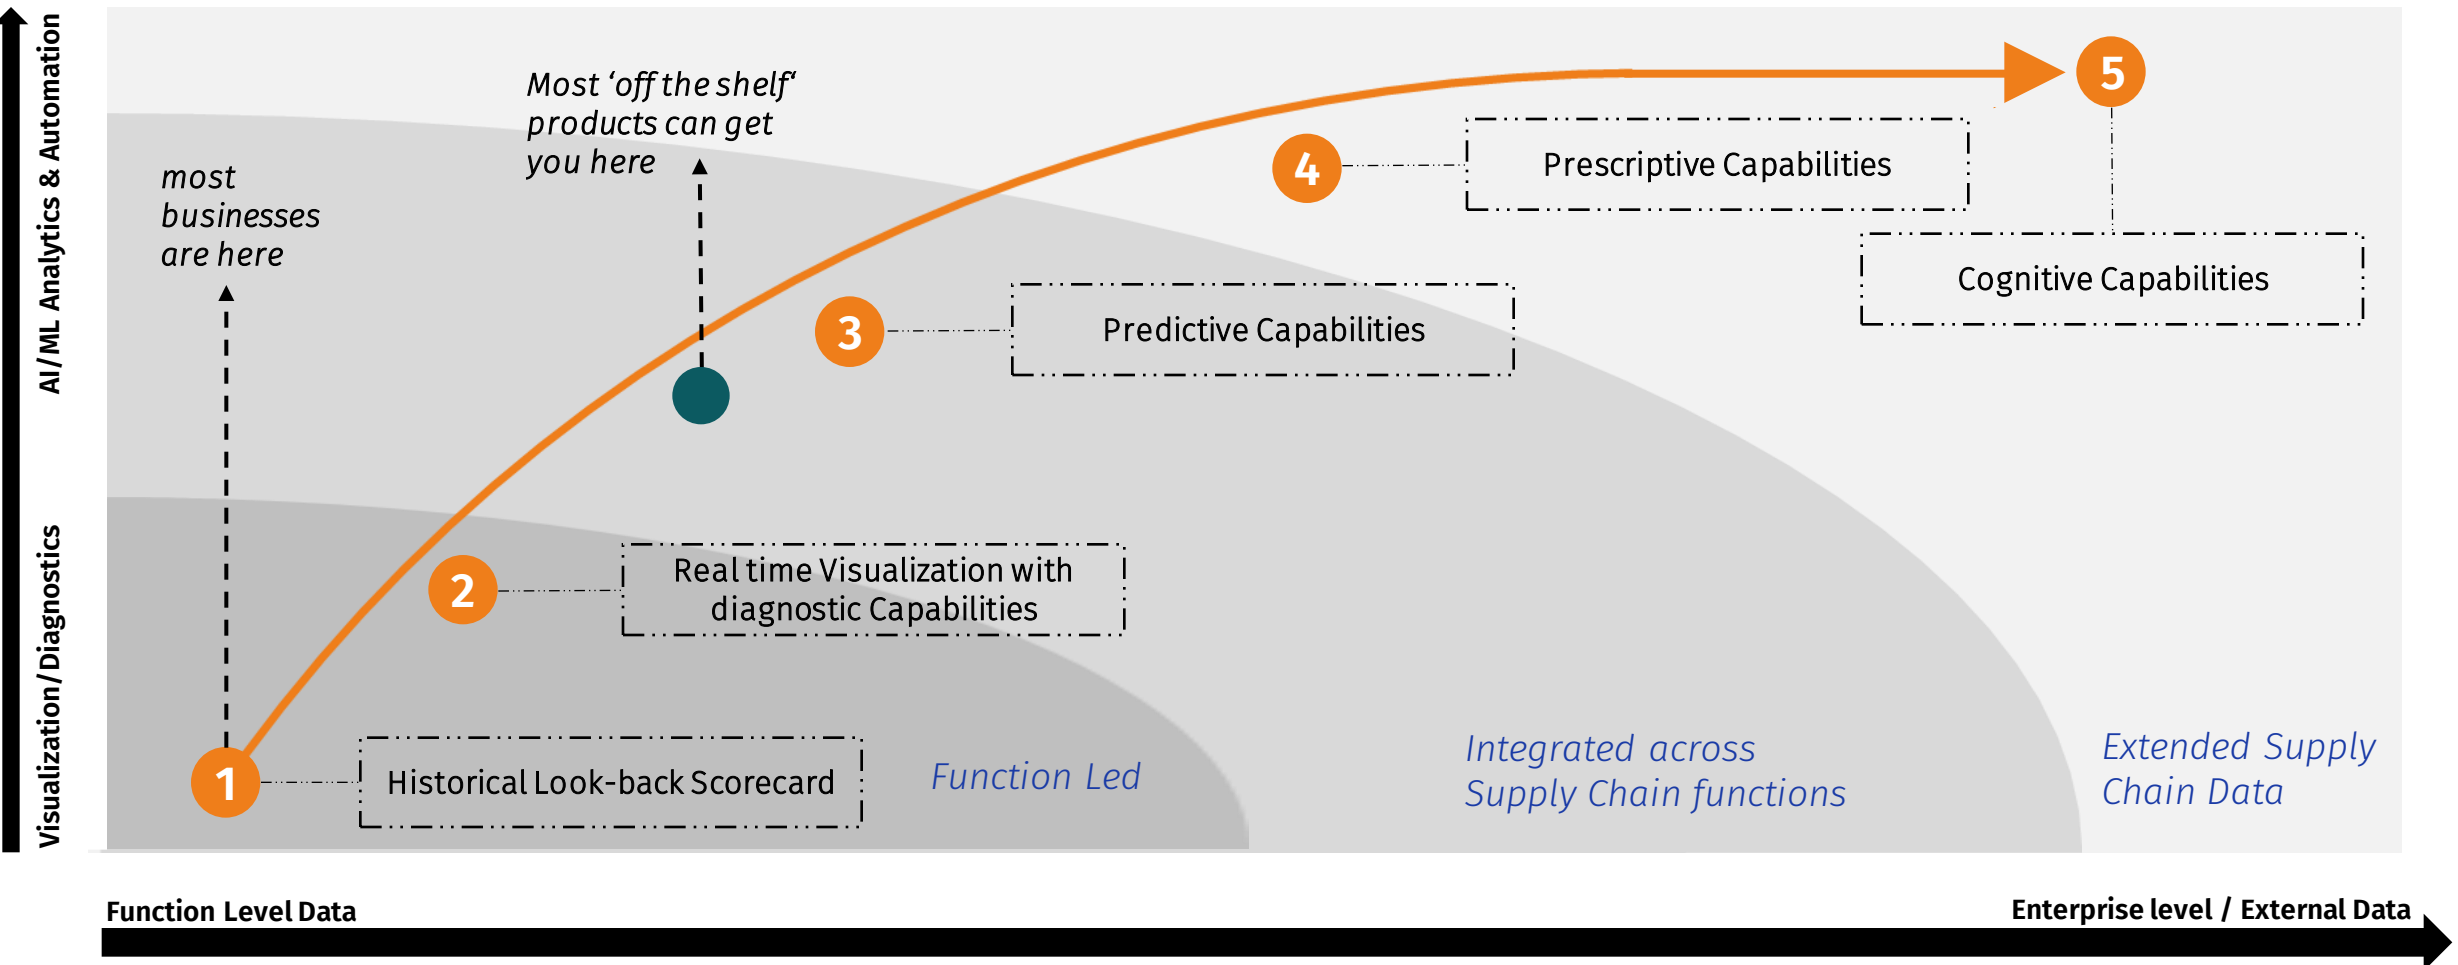 AI/ML Analytics & Automation
Visualization/Diagnostics
most
businesses
are here
Most ‘off the shelf‘
products can get
you here
5
4
Prescriptive Capabilities
Cognitive Capabilities
3
Predictive Capabilities
2
Real time Visualization with
diagnostic Capabilities
1
Historical Look-back Scorecard
Function Led
Integrated across
Supply Chain functions
Extended Supply
Chain Data
Function Level Data
Enterprise level / External Data